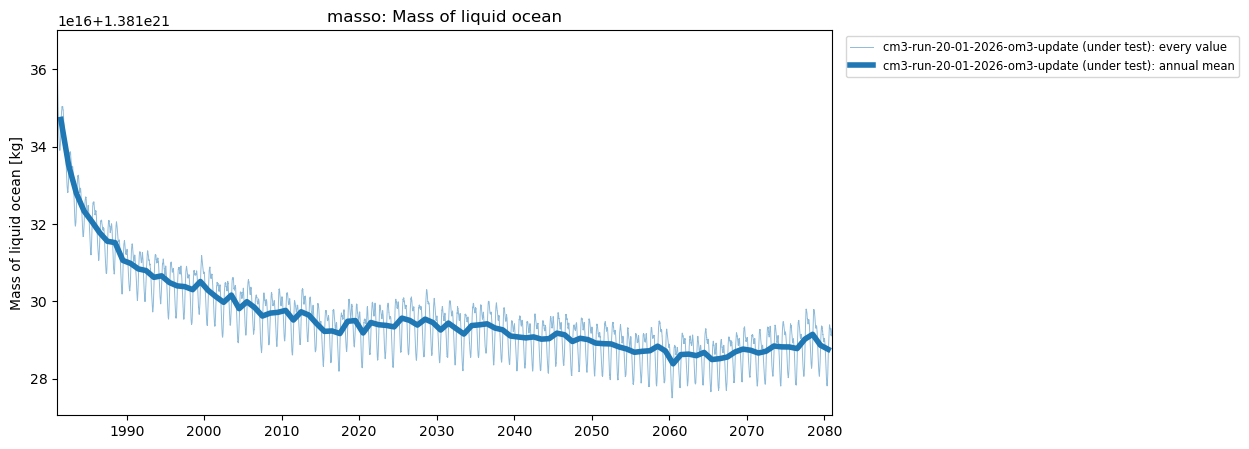 masso: Mass of liquid ocean
1e16+1.381e21
cm3-run-20-01-2026-om3-update (under test): every value
cm3-run-20-01-2026-om3-update (under test): annual mean
Mass of liquid ocean [kg]
36
34
32
30
28
1990 2000 2010 2020 2030 2040 2050 2060 2070 2080